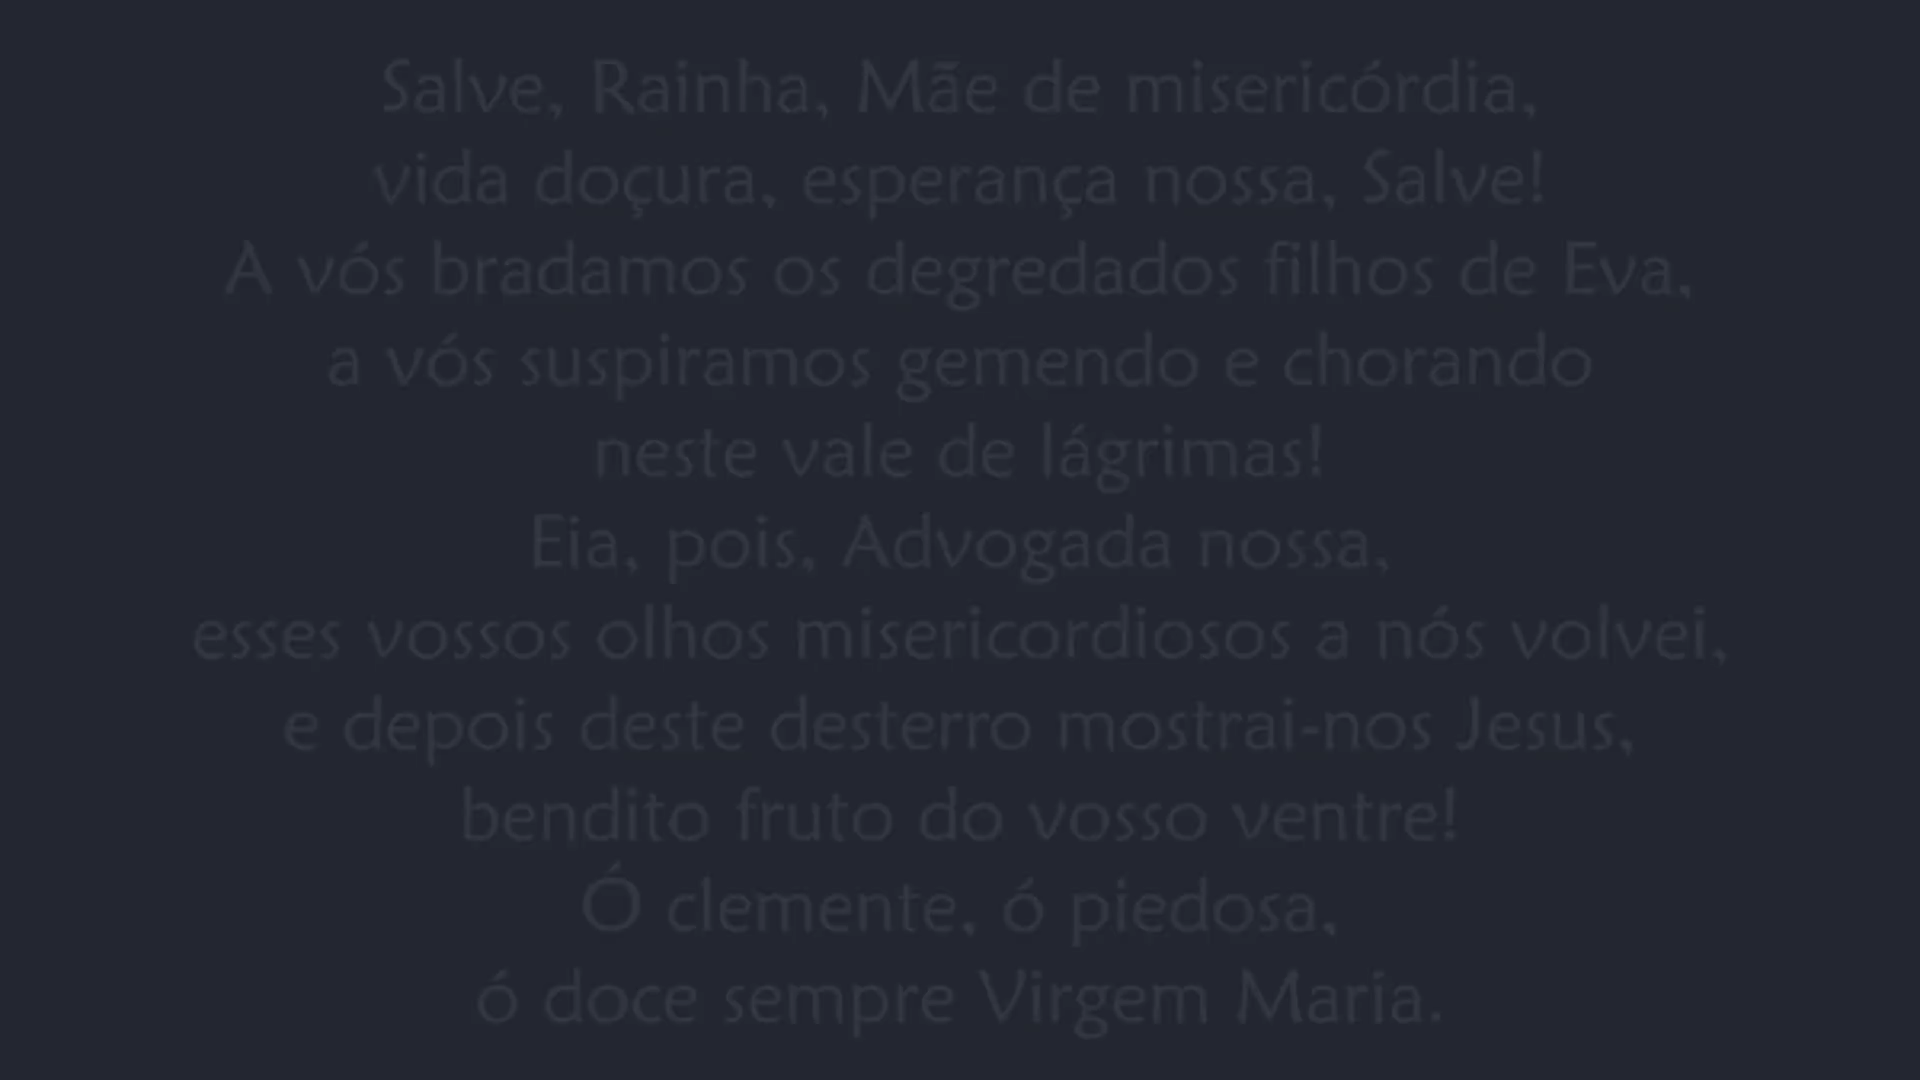 Salve, Rainha, Mãe de misericórdia,
vida doçura, esperança nossa, Salve!
A vós bradamos os degredados filhos de Eva,
a vós suspiramos gemendo e chorando
neste vale de lágrimas!
Eia, pois, Advogada nossa,
esses vossos olhos misericordiosos a nós volvei,
e depois deste desterro mostrai-nos Jesus,
bendito fruto do vosso ventre!
Ó clemente, ó piedosa,
ó doce sempre Virgem Maria.